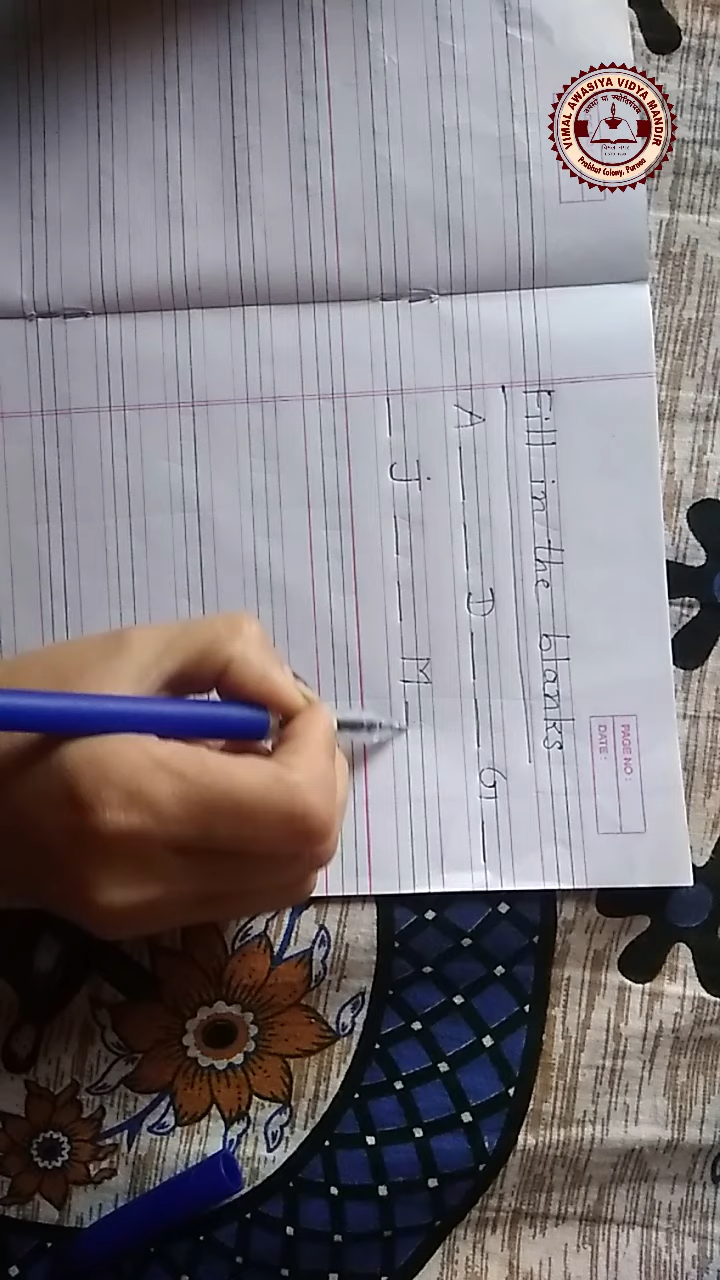 VIMAL AWASIYA VIDYA MANDIR
Prabhat Colony, Purnea
PAGE NO :
DATE :
Fill in the blanks
A _ _ D _ _ G _
_ J _ _ M _